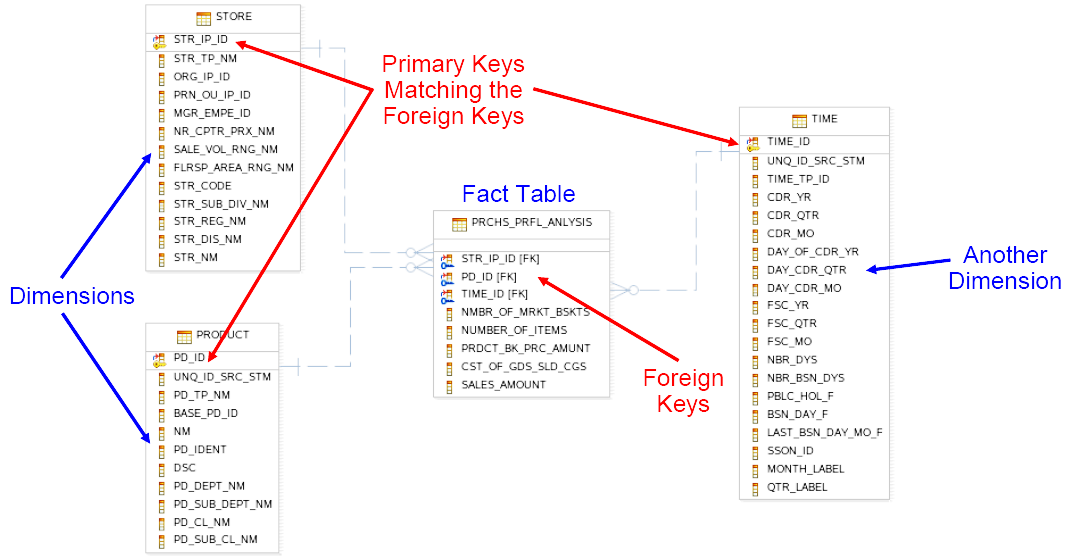 STORE
STR_IP_ID
STR_TP_NM
ORG_IP_ID
PRN_OU_IP_ID
MGR_EMPE_ID
NR_CPTR_PRX_NM
SALE_VOL_RNG_NM
FLRSP_AREA_RNG_NM
STR_CODE
STR_SUB_DIV_NM
STR_REG_NM
STR_DIS_NM
STR_NM
Primary Keys
Matching the
Foreign Keys
Dimensions
PRODUCT
PD_ID
UNQ_ID_SRC_STM
PD_TP_NM
BASE_PD_ID
NM
PD_IDENT
DSC
PD_DEPT_NM
PD_SUB_DEPT_NM
PD_CL_NM
PD_SUB_CL_NM
Fact Table
PRCHS_PRFL_ANLYSIS
STR_IP_ID [FK]
PD_ID [FK]
TIME_ID [FK]
NMBR_OF_MRKT_BSKTS
NUMBER_OF_ITEMS
PRDCT_BK_PRC_AMUNT
CST_OF_GDS_SLD_CGS
SALES_AMOUNT
Foreign
Keys
TIME
TIME_ID
UNQ_ID_SRC_STM
TIME_TP_ID
CDR_YR
CDR_QTR
CDR_MO
DAY_OF_CDR_YR
DAY_CDR_QTR
DAY_CDR_MO
FSC_YR
FSC_QTR
FSC_MO
NBR_DYS
NBR_BSN_DYS
PBLC_HOL_F
BSN_DAY_F
LAST_BSN_DAY_MO_F
SSON_ID
MONTH_LABEL
QTR_LABEL
Another
Dimension